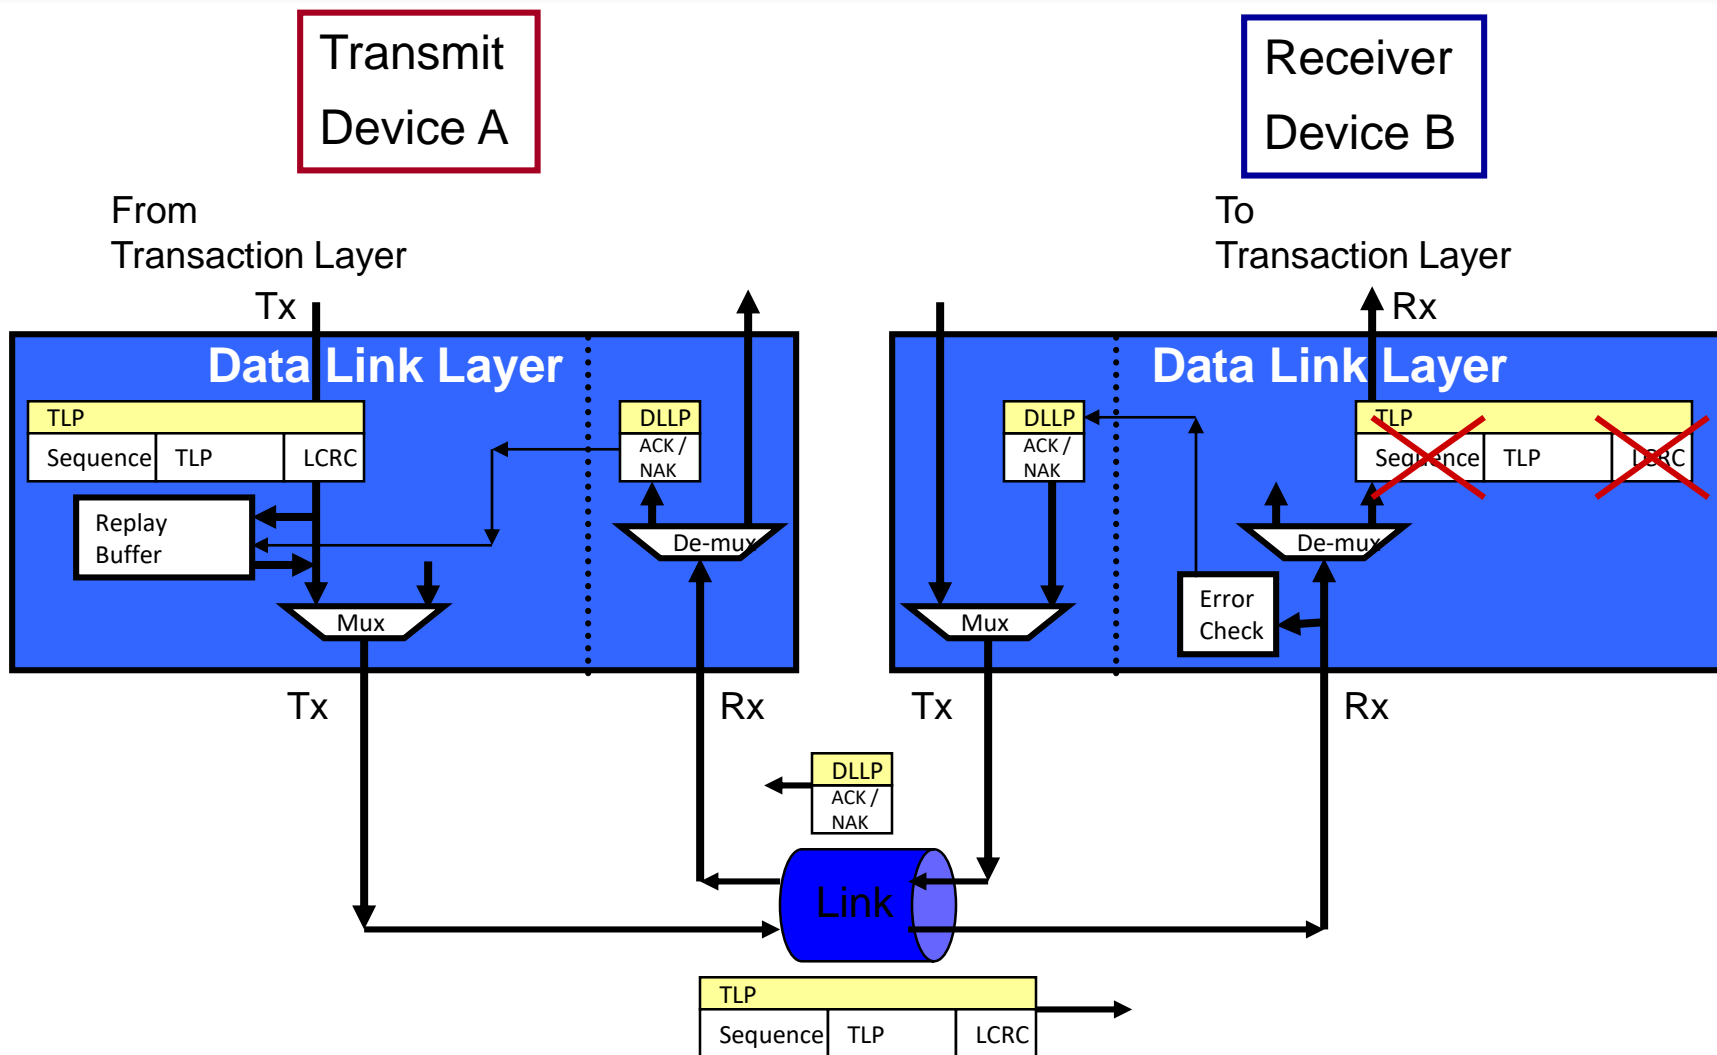 Transmit
Device A
Receiver
Device B
From
Transaction Layer
To
Transaction Layer
Tx
Rx
Data Link Layer
Data Link Layer
TLP
Sequence TLP LCRC
DLLP
ACK /
NAK
DLLP
ACK /
NAK
TLP
Sequence TLP LCRC
Replay
Buffer
De-mux
De-mux
Mux
Mux
Error
Check
Tx
Rx
Tx
Rx
DLLP
ACK /
NAK
Link
TLP
Sequence TLP LCRC